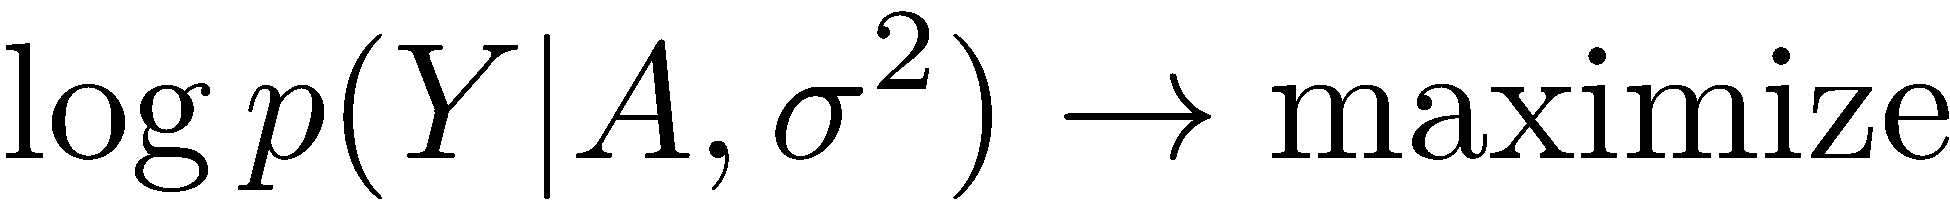 log p(Y|A, σ²) → maximize